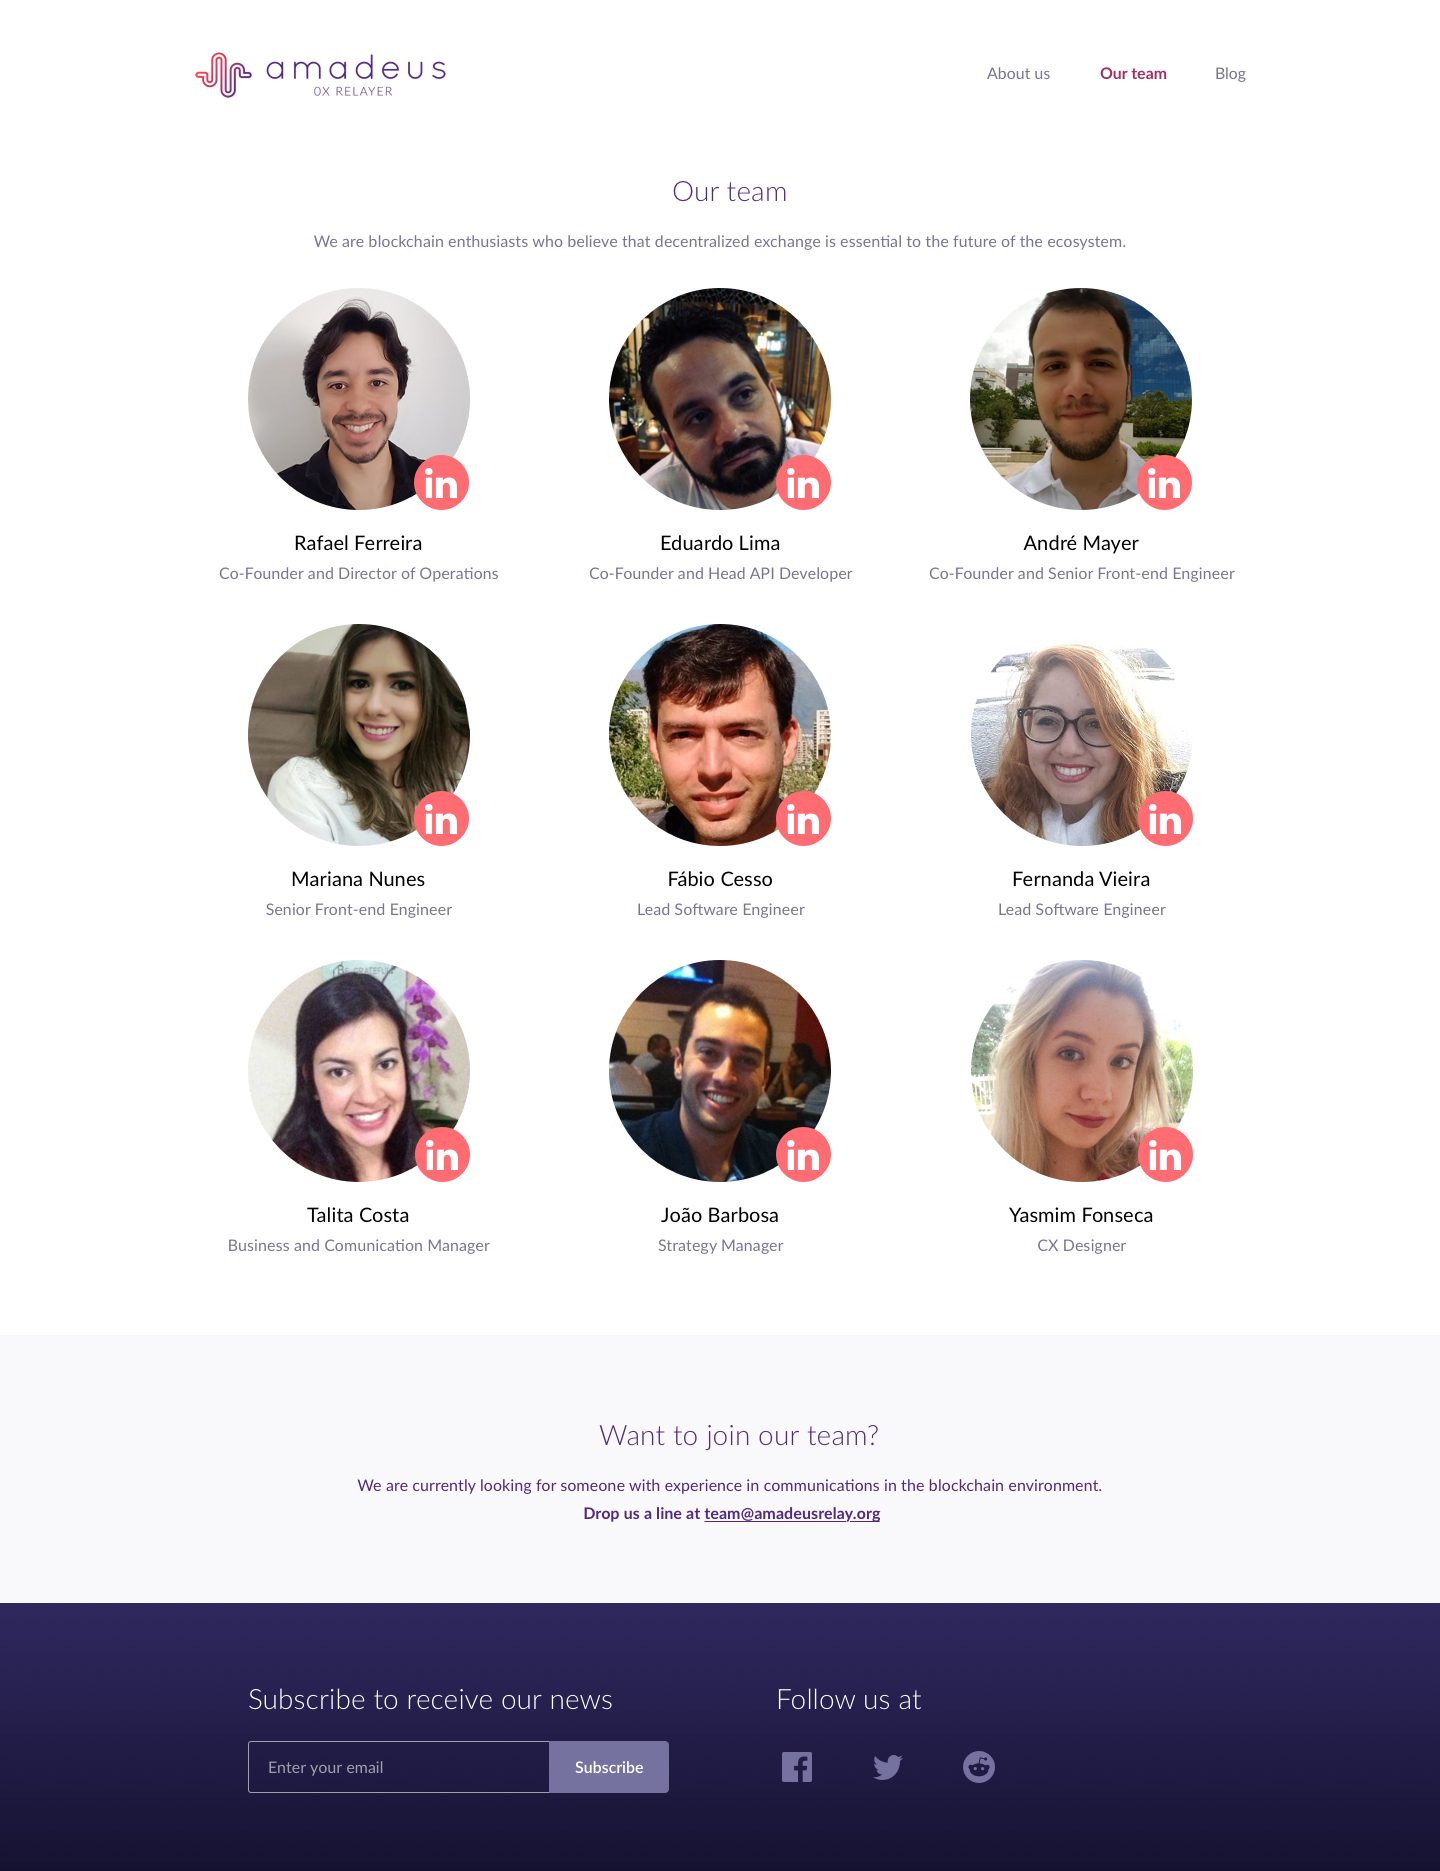 amadeus
0X RELAYER
About us
Our team
Blog
Our team
We are blockchain enthusiasts who believe that decentralized exchange is essential to the future of the ecosystem.
in
in
in
Rafael Ferreira
Eduardo Lima
André Mayer
Co-Founder and Director of Operations
Co-Founder and Head API Developer
Co-Founder and Senior Front-end Engineer
in
in
in
Mariana Nunes
Fábio Cesso
Fernanda Vieira
Senior Front-end Engineer
Lead Software Engineer
Lead Software Engineer
in
in
in
Talita Costa
João Barbosa
Yasmim Fonseca
Business and Comunication Manager
Strategy Manager
CX Designer
Want to join our team?
We are currently looking for someone with experience in communications in the blockchain environment.
Drop us a line at team@amadeusrelay.org
Subscribe to receive our news
Follow us at
Enter your email
Subscribe